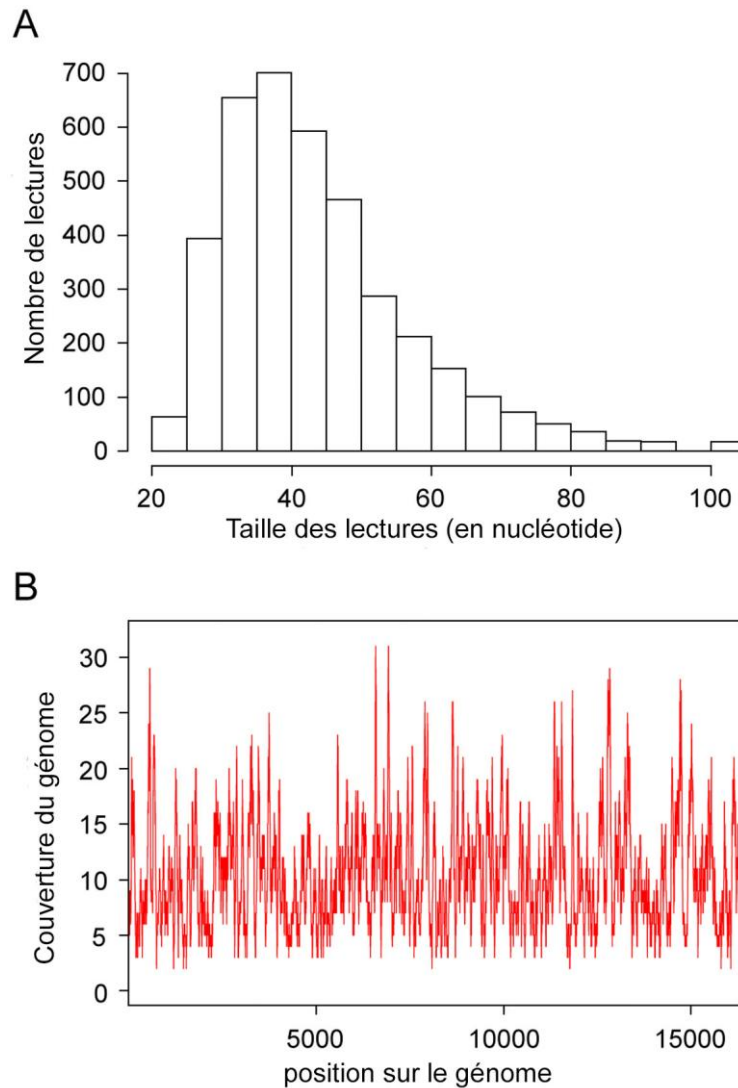 A
700
600
500
400
300
200
100
0
Nombre de lectures
20 40 60 80 100
Taille des lectures (en nucléotide)
B
30
25
20
15
10
5
0
Couverture du génome
5000 10000 15000
position sur le génome